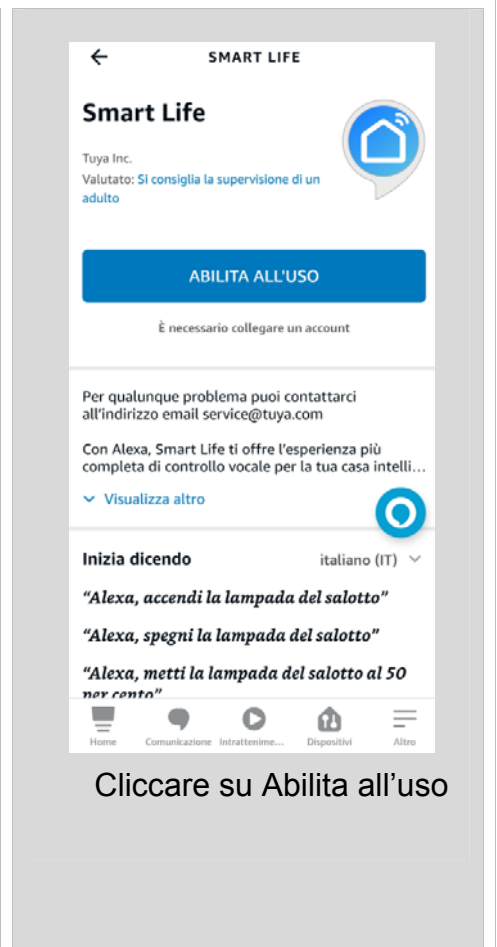 SMART LIFE
Smart Life
Tuya Inc.
Valutato: Si consiglia la supervisione di un
adulto
ABILITA ALL'USO
È necessario collegare un account
Per qualunque problema puoi contattarci
all'indirizzo email service@tuya.com
Con Alexa, Smart Life ti offre l'esperienza più
completa di controllo vocale per la tua casa intelli...
Visualizza altro
Inizia dicendo
italiano (IT)
“Alexa, accendi la lampada del salotto”
“Alexa, spegni la lampada del salotto”
“Alexa, metti la lampada del salotto al 50
per cento”
Home
Comunicazione
Intrattenime...
Dispositivi
Altro
Cliccare su Abilita all’uso